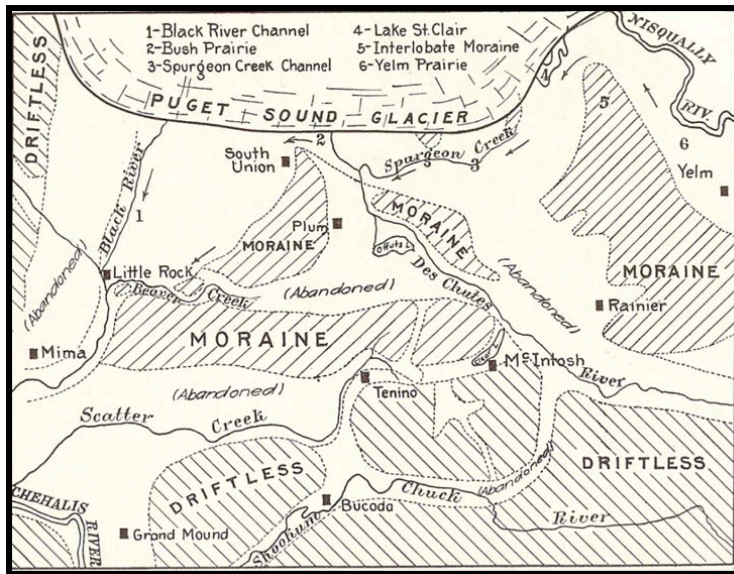 1-Black River Channel
2-Bush Prairie
3-Spurgeon Creek Channel
4-Lake St. Clair
5-Interlobate Moraine
6-Yelm Prairie
NISQUALLY
RIV.
DRIFTLESS
PUGET SOUND GLACIER
4
5
6
2
South
Union
Spurgeon Creek
3
3
Yelm
Black River
1
Plum
MORAINE
MORAINE
Offuts L.
Des Chutes
(Abandoned)
MORAINE
Little Rock
Beaver Creek
(Abandoned)
(Abandoned)
Rainier
Mima
MORAINE
McIntosh
River
(Abandoned)
Tenino
Scatter Creek
DRIFTLESS
DRIFTLESS
(Abandoned)
CHEHALIS
RIVER
Grand Mound
Bucoda
Skookum Chuck River